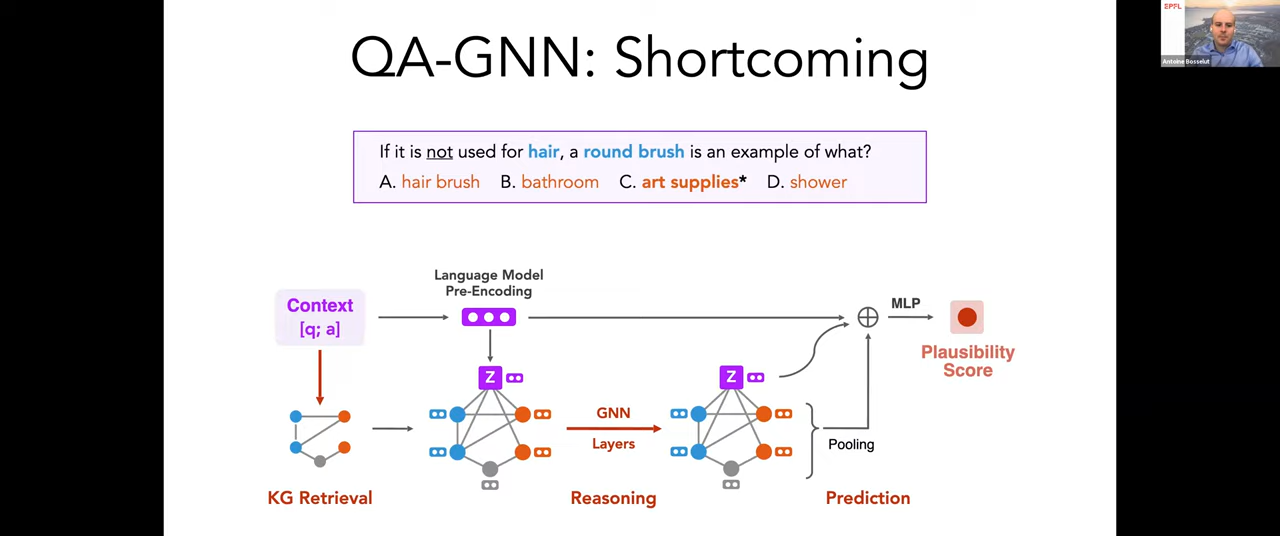 QA-GNN: Shortcoming
EPFL
Antoine Bosselut
If it is not used for hair, a round brush is an example of what?
A. hair brush B. bathroom C. art supplies* D. shower
Language Model
Pre-Encoding
Context
[q; a]
MLP
Plausibility
Score
Z
Z
GNN
Layers
Pooling
KG Retrieval
Reasoning
Prediction